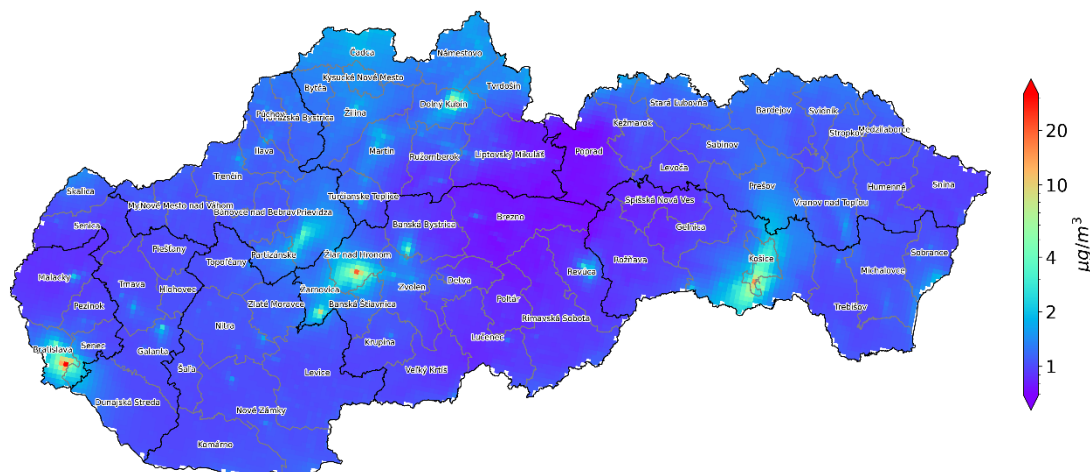 Čadca
Námestovo
Kysucké Nové Mesto
Bytča
Tvrdošín
Dolný Kubín
Žilina
Púchov
Považská Bystrica
Stará Ľubovňa
Bardejov
Svidník
Kežmarok
Stropkov
Medzilaborce
Ilava
Martin
Ružomberok
Liptovský Mikuláš
Poprad
Sabinov
Levoča
Trenčín
Skalica
Prešov
Humenné
Snina
Turčianske Teplice
Spišská Nová Ves
Vranov nad Topľou
Nové Mesto nad Váhom
Bánovce nad Bebravou
Prievidza
Senica
Banská Bystrica
Brezno
Gelnica
Piešťany
Partizánske
Žiar nad Hronom
Topoľčany
Košice
Sobrance
Rožňava
Revúca
Michalovce
Malacky
Trnava
Hlohovec
Zvolen
Detva
Pezinok
Žarnovica
Banská Štiavnica
Zlaté Moravce
Poltár
Trebišov
Nitra
Rimavská Sobota
Krupina
Lučenec
Bratislava
Senec
Galanta
Šaľa
Levice
Veľký Krtíš
Dunajská Streda
Nové Zámky
Komárno
20
10
4
2
1
µg/m³